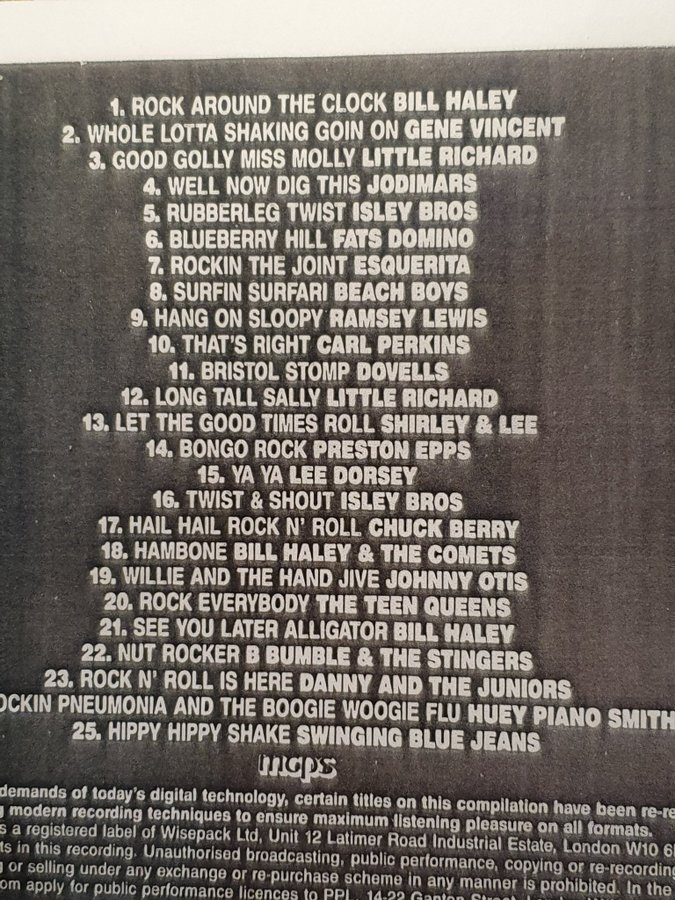 1. ROCK AROUND THE CLOCK BILL HALEY
2. WHOLE LOTTA SHAKING GOIN ON GENE VINCENT
3. GOOD GOLLY MISS MOLLY LITTLE RICHARD
4. WELL NOW DIG THIS JODIMARS
5. RUBBERLEG TWIST ISLEY BROS
6. BLUEBERRY HILL FATS DOMINO
7. ROCKIN THE JOINT ESQUERITA
8. SURFIN SURFARI BEACH BOYS
9. HANG ON SLOOPY RAMSEY LEWIS
10. THAT'S RIGHT CARL PERKINS
11. BRISTOL STOMP DOVELLS
12. LONG TALL SALLY LITTLE RICHARD
13. LET THE GOOD TIMES ROLL SHIRLEY & LEE
14. BONGO ROCK PRESTON EPPS
15. YA YA LEE DORSEY
16. TWIST & SHOUT ISLEY BROS
17. HAIL HAIL ROCK N' ROLL CHUCK BERRY
18. HAMBONE BILL HALEY & THE COMETS
19. WILLIE AND THE HAND JIVE JOHNNY OTIS
20. ROCK EVERYBODY THE TEEN QUEENS
21. SEE YOU LATER ALLIGATOR BILL HALEY
22. NUT ROCKER B BUMBLE & THE STINGERS
23. ROCK N' ROLL IS HERE DANNY AND THE JUNIORS
OCKIN PNEUMONIA AND THE BOOGIE WOOGIE FLU HUEY PIANO SMITH
25. HIPPY HIPPY SHAKE SWINGING BLUE JEANS
mcps
demands of today's digital technology, certain titles on this compilation have been re-re
g modern recording techniques to ensure maximum listening pleasure on all formats.
s a registered label of Wisepack Ltd, Unit 12 Latimer Road Industrial Estate, London W10 6
ts in this recording. Unauthorised broadcasting, public performance, copying or re-recording
g or selling under any exchange or re-purchase scheme in any manner is prohibited. In the
om apply for public performance licences to PPL, 14-22 Ganton Street,